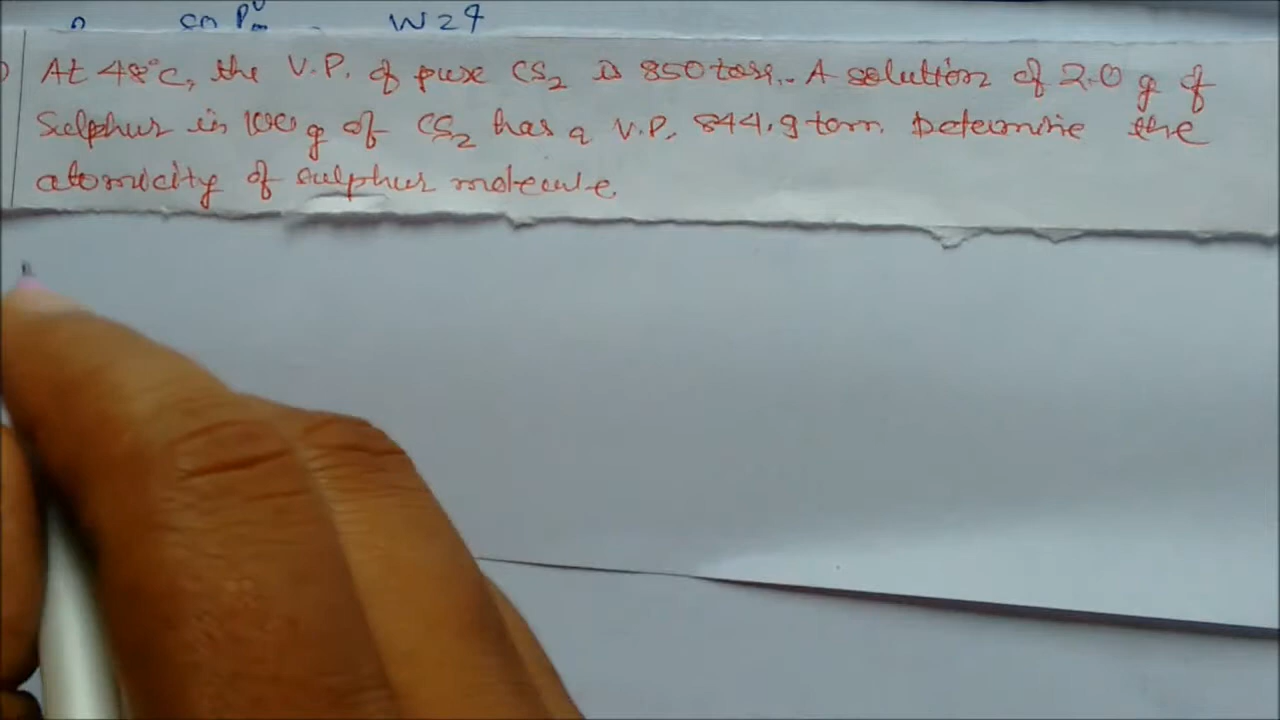 W = 9
At 48°C, the V.P. of pure CS₂ is 850 torr. A solution of 2.0 g of
Sulphur in 100 g of CS₂ has a V.P. 844.9 torr. Determine the
atomicity of sulphur molecule.